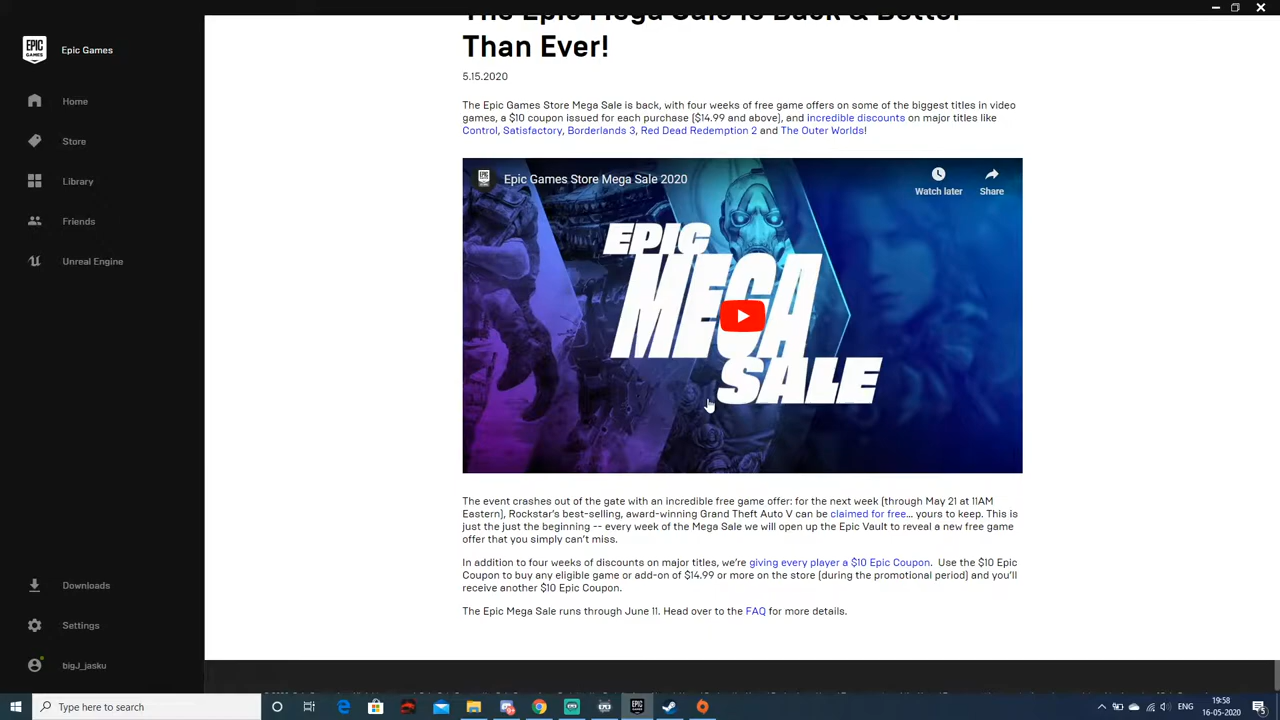 The Epic Mega Sale is Back & Better
Than Ever!
5.15.2020
EPIC GAMES
Epic Games
Home
Store
Library
Friends
Unreal Engine
The Epic Games Store Mega Sale is back, with four weeks of free game offers on some of the biggest titles in video
games, a $10 coupon issued for each purchase ($14.99 and above), and incredible discounts on major titles like
Control, Satisfactory, Borderlands 3, Red Dead Redemption 2 and The Outer Worlds!
Epic Games Store Mega Sale 2020
Watch later
Share
EPIC
MEGA
SALE
The event crashes out of the gate with an incredible free game offer: for the next week (through May 21 at 11AM
Eastern), Rockstar's best-selling, award-winning Grand Theft Auto V can be claimed for free... yours to keep. This is
just the just the beginning -- every week of the Mega Sale we will open up the Epic Vault to reveal a new free game
offer that you simply can't miss.
In addition to four weeks of discounts on major titles, we're giving every player a $10 Epic Coupon. Use the $10 Epic
Coupon to buy any eligible game or add-on of $14.99 or more on the store (during the promotional period) and you'll
receive another $10 Epic Coupon.
The Epic Mega Sale runs through June 11. Head over to the FAQ for more details.
Downloads
Settings
bigJ_jasku
Type here to search
19:58
16-05-2020